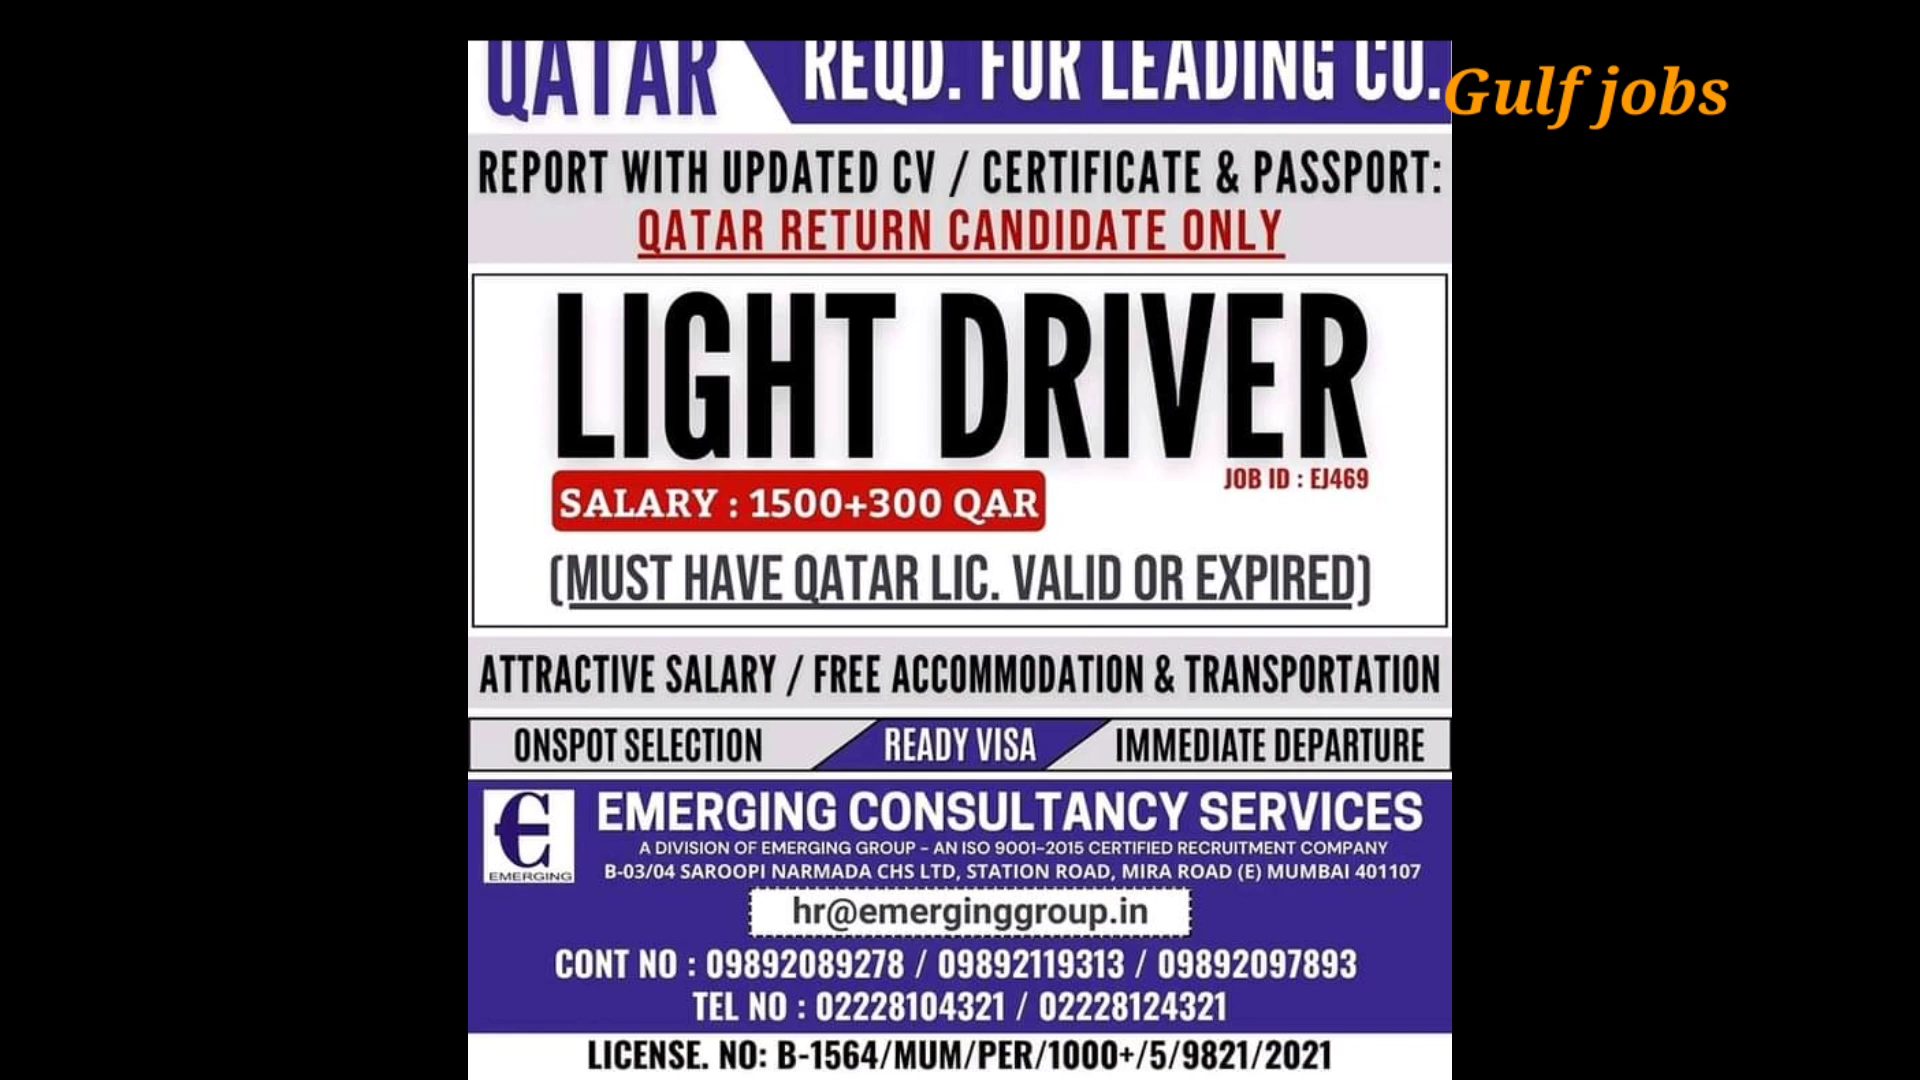 QATAR REQD. FOR LEADING CO.
Gulf jobs
REPORT WITH UPDATED CV / CERTIFICATE & PASSPORT:
QATAR RETURN CANDIDATE ONLY
LIGHT DRIVER
JOB ID : EJ469
SALARY : 1500+300 QAR
(MUST HAVE QATAR LIC. VALID OR EXPIRED)
ATTRACTIVE SALARY / FREE ACCOMMODATION & TRANSPORTATION
ONSPOT SELECTION READY VISA IMMEDIATE DEPARTURE
EMERGING CONSULTANCY SERVICES
A DIVISION OF EMERGING GROUP - AN ISO 9001-2015 CERTIFIED RECRUITMENT COMPANY
EMERGING
B-03/04 SAROOPI NARMADA CHS LTD, STATION ROAD, MIRA ROAD (E) MUMBAI 401107
hr@emerginggroup.in
CONT NO : 09892089278 / 09892119313 / 09892097893
TEL NO : 02228104321 / 02228124321
LICENSE. NO: B-1564/MUM/PER/1000+/5/9821/2021